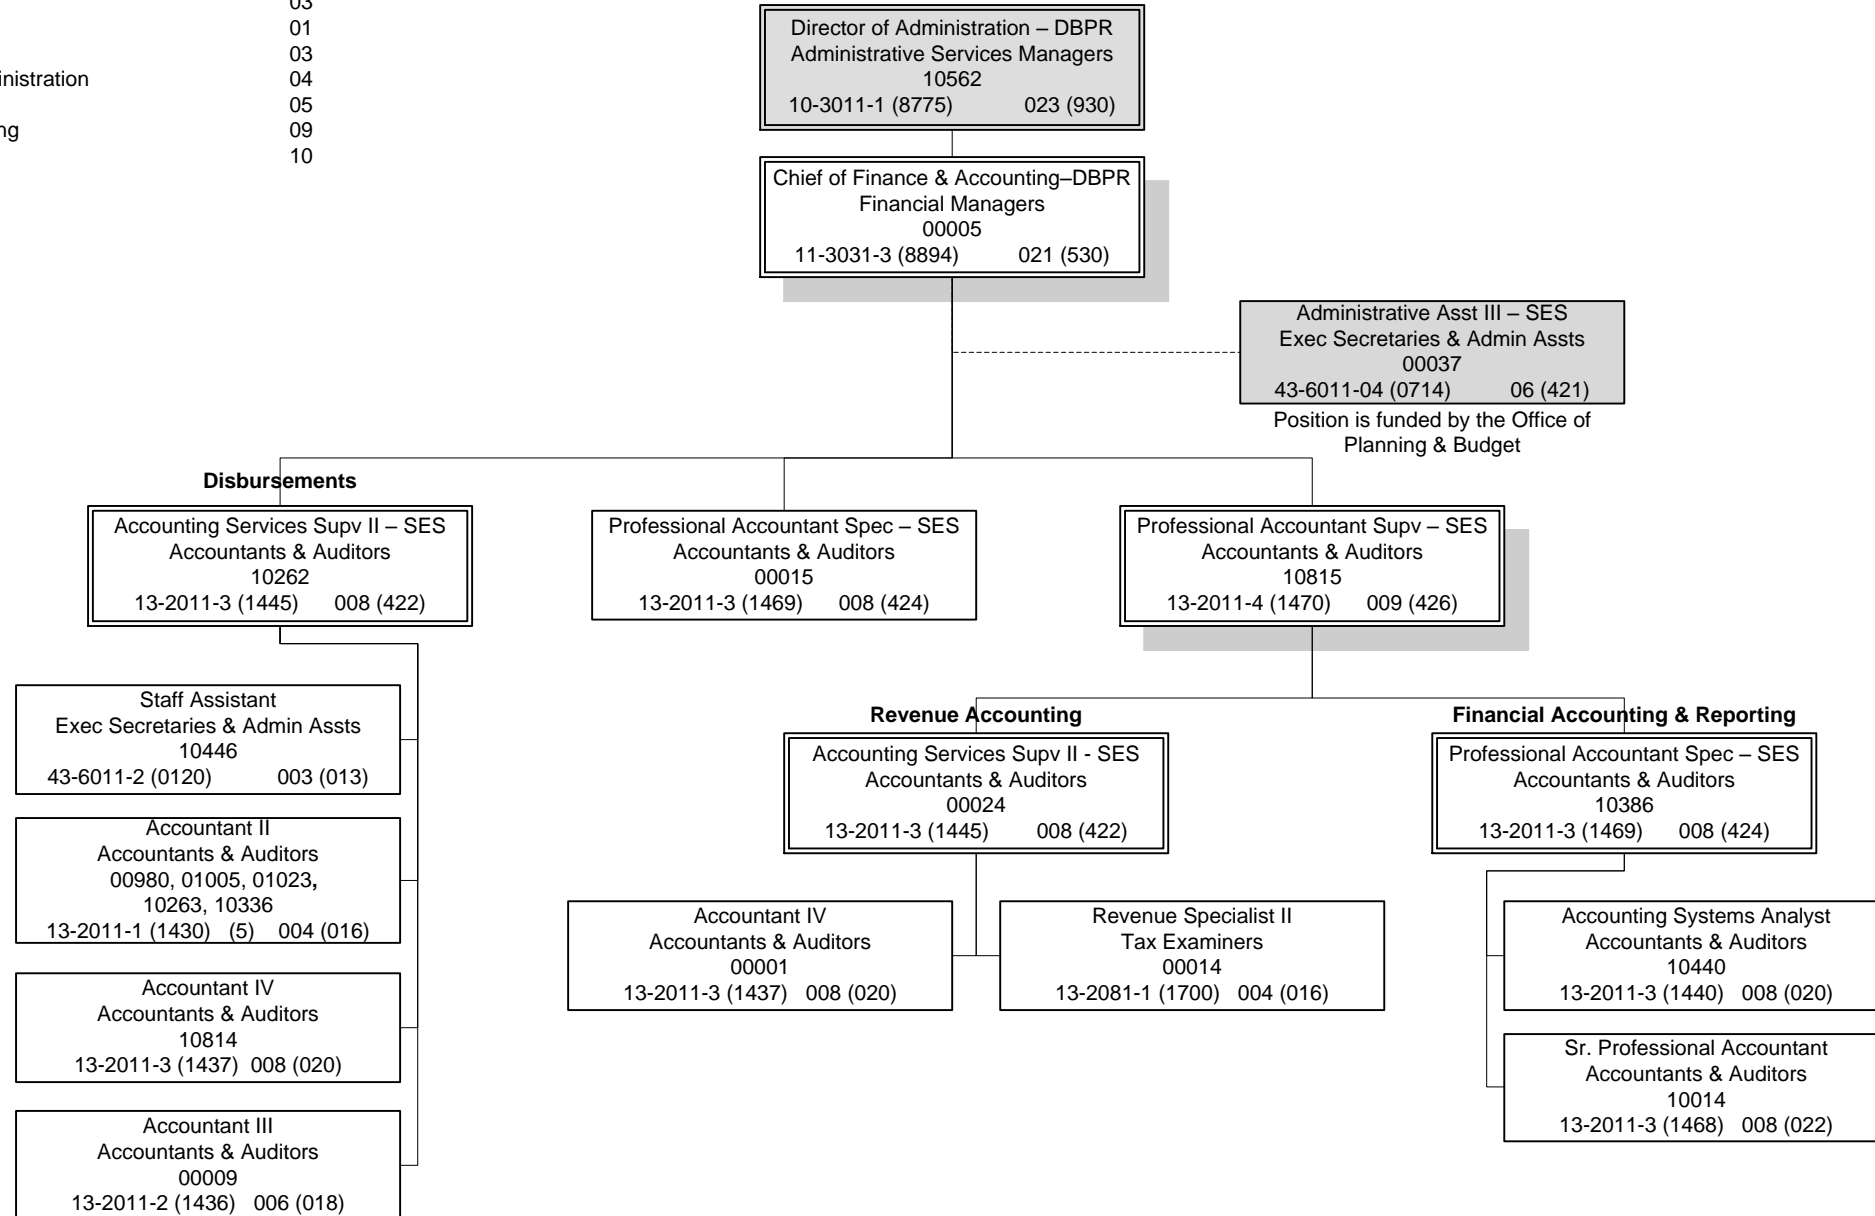 03
01
03
04
05
09
10
Director of Administration – DBPR
Administrative Services Managers
10562
10-3011-1 (8775) 023 (930)
Chief of Finance & Accounting–DBPR
Financial Managers
00005
11-3031-3 (8894) 021 (530)
Administrative Asst III – SES
Exec Secretaries & Admin Assts
00037
43-6011-04 (0714) 06 (421)
Position is funded by the Office of
Planning & Budget
Disbursements
Accounting Services Supv II – SES
Accountants & Auditors
10262
13-2011-3 (1445) 008 (422)
Professional Accountant Spec – SES
Accountants & Auditors
00015
13-2011-3 (1469) 008 (424)
Professional Accountant Supv – SES
Accountants & Auditors
10815
13-2011-4 (1470) 009 (426)
Staff Assistant
Exec Secretaries & Admin Assts
10446
43-6011-2 (0120) 003 (013)
Accountant II
Accountants & Auditors
00980, 01005, 01023,
10263, 10336
13-2011-1 (1430) (5) 004 (016)
Accountant IV
Accountants & Auditors
10814
13-2011-3 (1437) 008 (020)
Accountant III
Accountants & Auditors
00009
13-2011-2 (1436) 006 (018)
Revenue Accounting
Accounting Services Supv II - SES
Accountants & Auditors
00024
13-2011-3 (1445) 008 (422)
Accountant IV
Accountants & Auditors
00001
13-2011-3 (1437) 008 (020)
Revenue Specialist II
Tax Examiners
00014
13-2081-1 (1700) 004 (016)
Financial Accounting & Reporting
Professional Accountant Spec – SES
Accountants & Auditors
10386
13-2011-3 (1469) 008 (424)
Accounting Systems Analyst
Accountants & Auditors
10440
13-2011-3 (1440) 008 (020)
Sr. Professional Accountant
Accountants & Auditors
10014
13-2011-3 (1468) 008 (022)